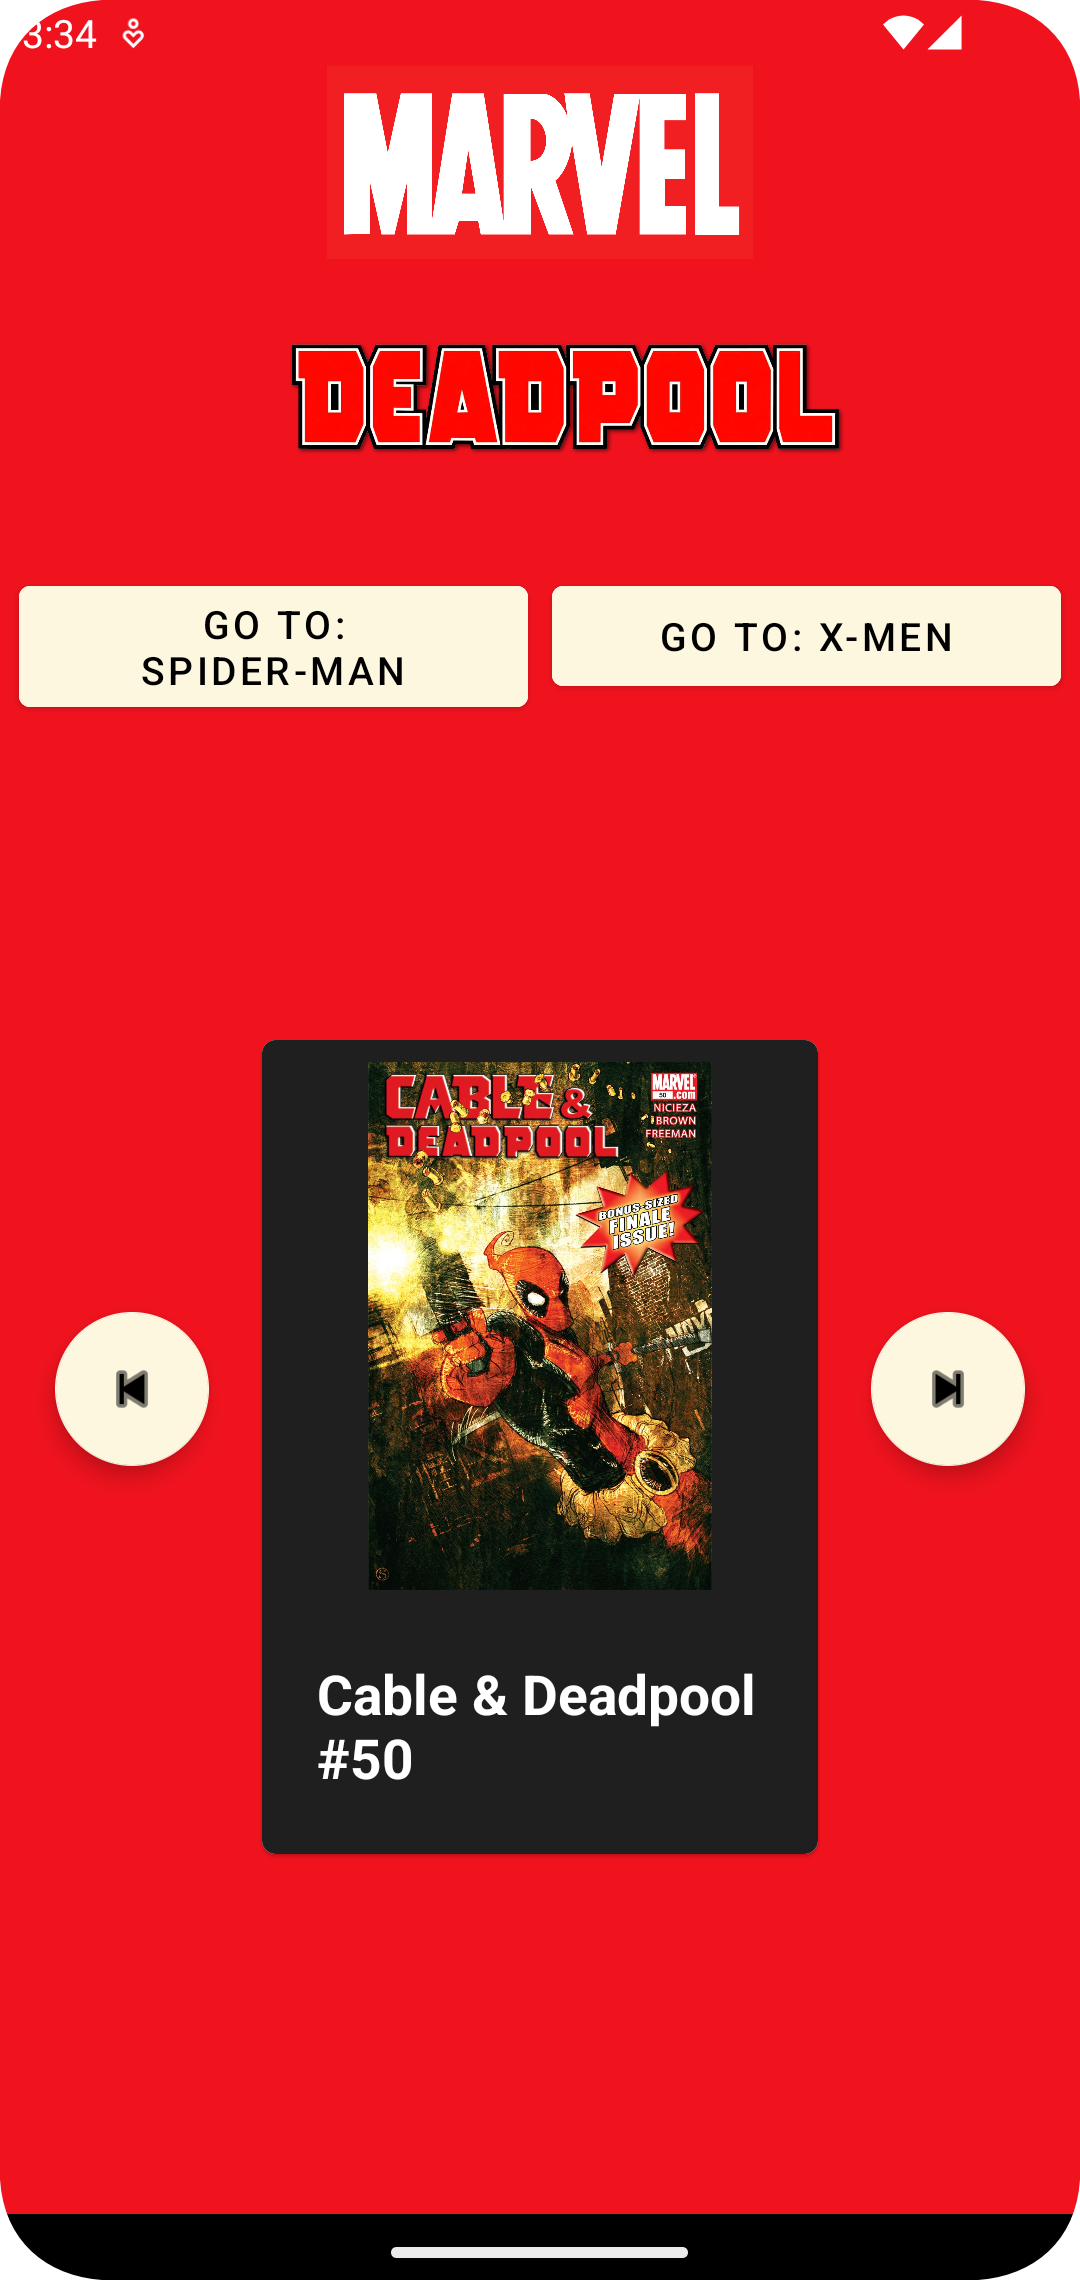 3:34
MARVEL
DEADPOOL
GO TO:
SPIDER-MAN
GO TO: X-MEN
CABLE &
DEADPOOL
MARVEL
50 .com
NICIEZA
BROWN
FREEMAN
BONUS-SIZED
FINALE
ISSUE!
Cable & Deadpool
#50